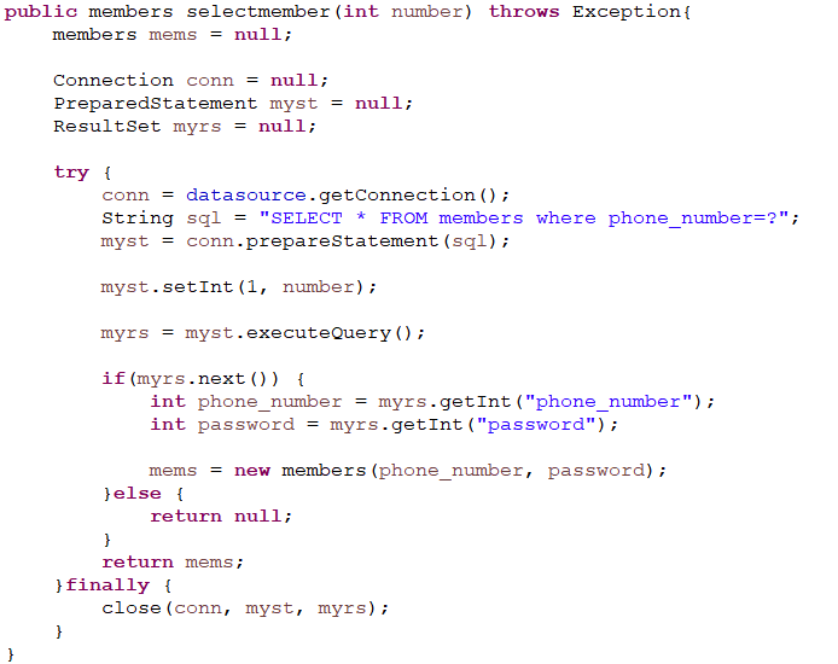 public members selectmember(int number) throws Exception{
    members mems = null;

    Connection conn = null;
    PreparedStatement myst = null;
    ResultSet myrs = null;

    try {
        conn = datasource.getConnection();
        String sql = "SELECT * FROM members where phone_number=?";
        myst = conn.prepareStatement(sql);

        myst.setInt(1, number);

        myrs = myst.executeQuery();

        if(myrs.next()) {
            int phone_number = myrs.getInt("phone_number");
            int password = myrs.getInt("password");

            mems = new members(phone_number, password);
        }else {
            return null;
        }
        return mems;
    }finally {
        close(conn, myst, myrs);
    }
}